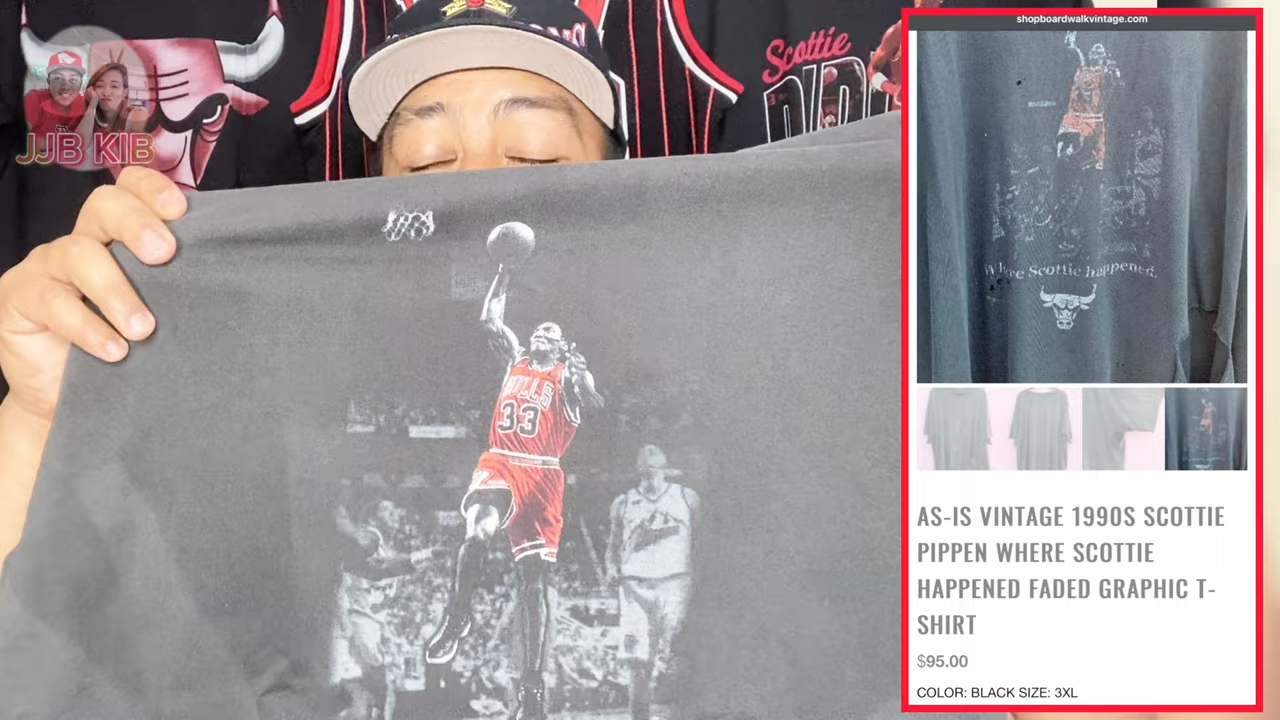 JJB KIB
Scottie
BULLS
33
shopboardwalkvintage.com
Where Scottie happened.
AS-IS VINTAGE 1990S SCOTTIE
PIPPEN WHERE SCOTTIE
HAPPENED FADED GRAPHIC T-
SHIRT
$95.00
COLOR: BLACK SIZE: 3XL